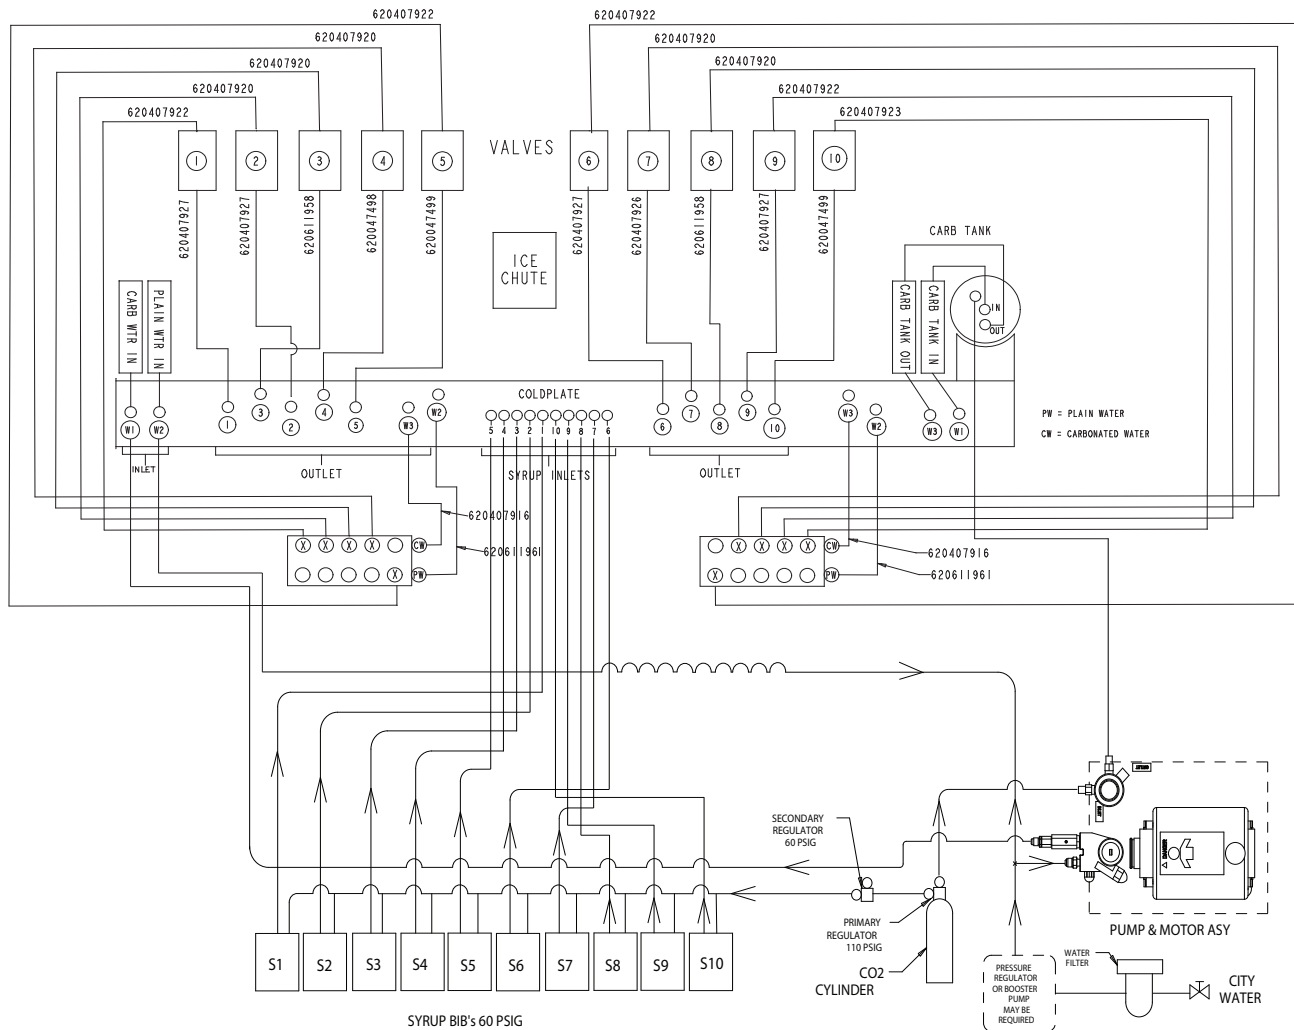 620407922
620407920
620407920
620407920
620407922
620407922
620407920
620407920
620407922
620407923
1
2
3
4
5
VALVES
6
7
8
9
10
620407927
620407927
620611958
620047498
620047499
620407927
620407926
620611958
620407927
620047499
ICE
CHUTE
CARB TANK
CARB WTR IN
PLAIN WTR IN
CARB TANK OUT
CARB TANK IN
IN
OUT
COLDPLATE
W1
W2
1
3
2
4
5
W3
W2
5
4
3
2
1
10
9
8
7
6
6
7
8
9
10
W3
W2
W3
W1
PW = PLAIN WATER
CW = CARBONATED WATER
INLET
OUTLET
SYRUP INLETS
OUTLET
620407916
620611961
620407916
620611961
X
X
X
X
CW
X
PW
X
X
X
X
CW
X
PW
OUTLET
INLET
DANGER
SECONDARY
REGULATOR
60 PSIG
PRIMARY
REGULATOR
110 PSIG
CO2
CYLINDER
PUMP & MOTOR ASY
S1
S2
S3
S4
S5
S6
S7
S8
S9
S10
SYRUP BIB's 60 PSIG
PRESSURE
REGULATOR
OR BOOSTER
PUMP
MAY BE
REQUIRED
WATER
FILTER
CITY
WATER